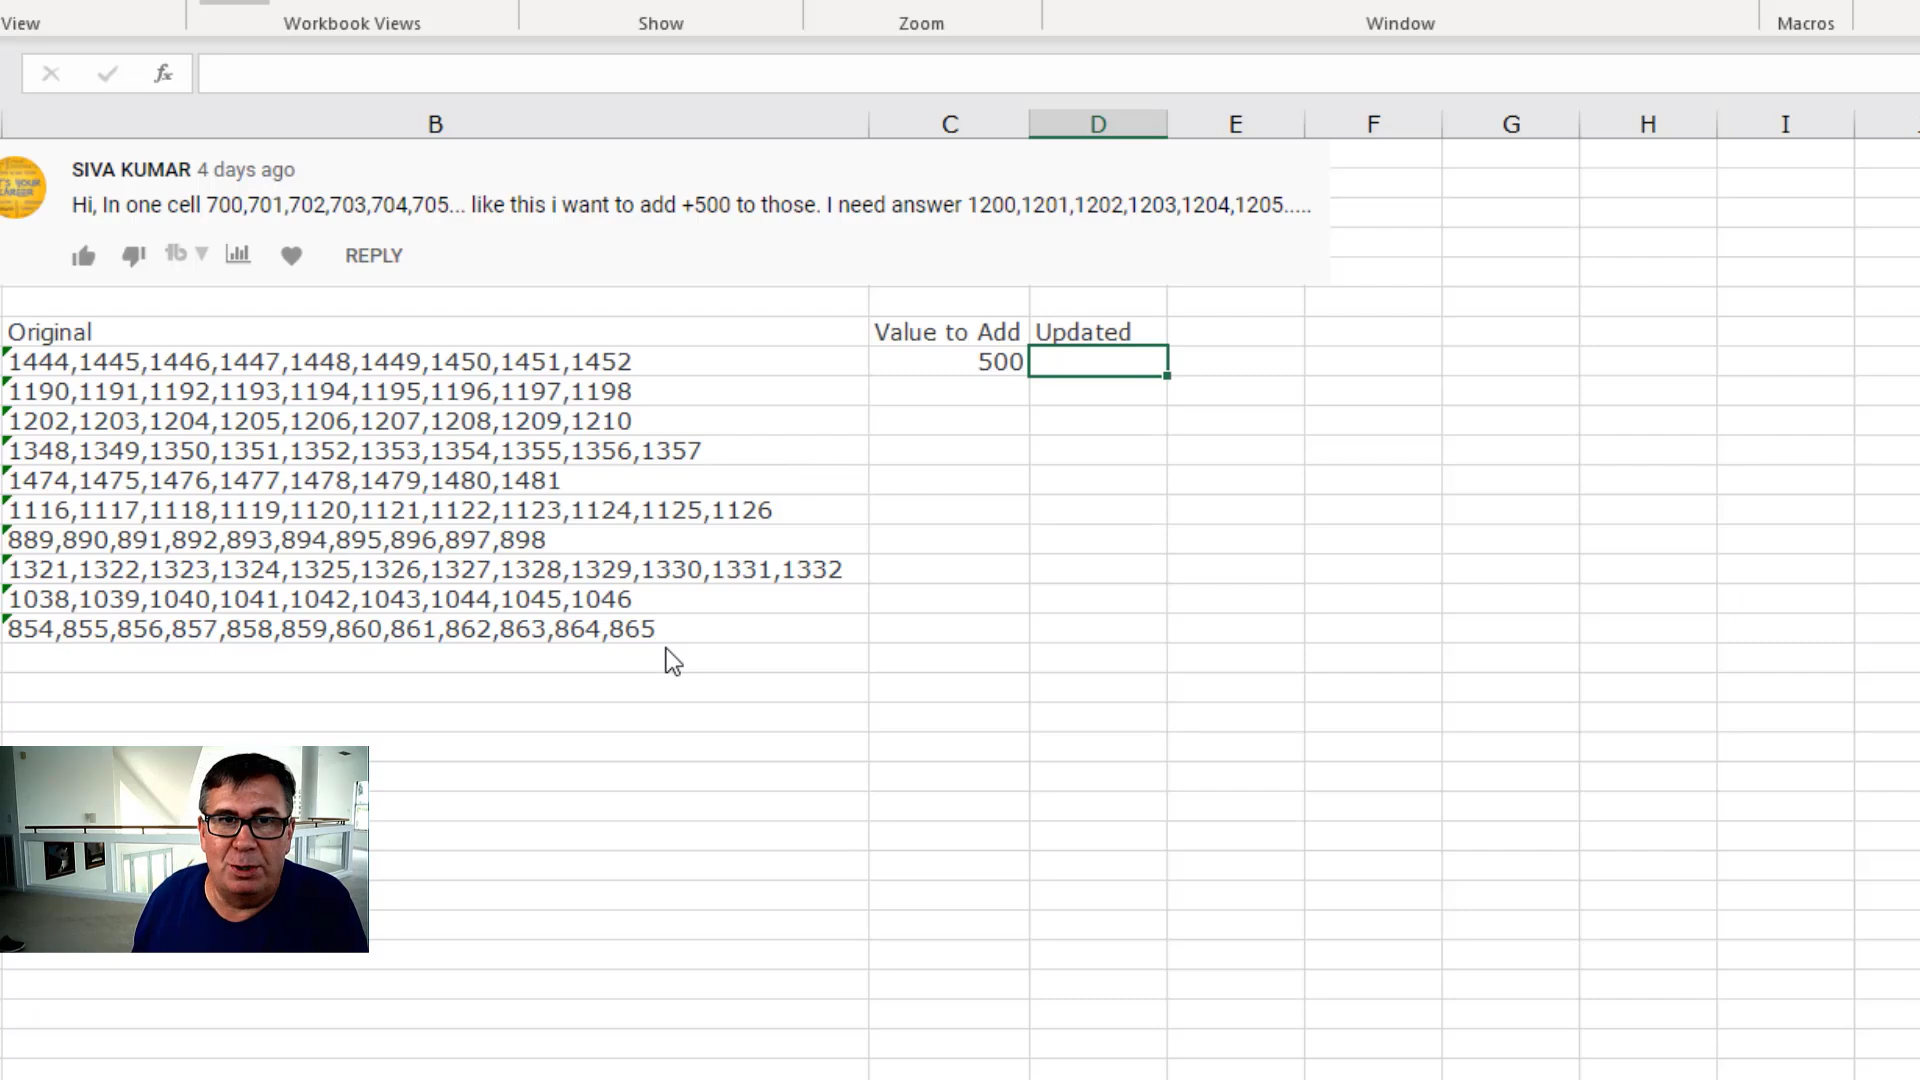 View
Workbook Views
Show
Zoom
Window
Macros
fx
B C D E F G H I
SIVA KUMAR 4 days ago
Hi, In one cell 700,701,702,703,704,705... like this i want to add +500 to those. I need answer 1200,1201,1202,1203,1204,1205.....
REPLY
Original Value to Add Updated
1444,1445,1446,1447,1448,1449,1450,1451,1452 500
1190,1191,1192,1193,1194,1195,1196,1197,1198
1202,1203,1204,1205,1206,1207,1208,1209,1210
1348,1349,1350,1351,1352,1353,1354,1355,1356,1357
1474,1475,1476,1477,1478,1479,1480,1481
1116,1117,1118,1119,1120,1121,1122,1123,1124,1125,1126
889,890,891,892,893,894,895,896,897,898
1321,1322,1323,1324,1325,1326,1327,1328,1329,1330,1331,1332
1038,1039,1040,1041,1042,1043,1044,1045,1046
854,855,856,857,858,859,860,861,862,863,864,865